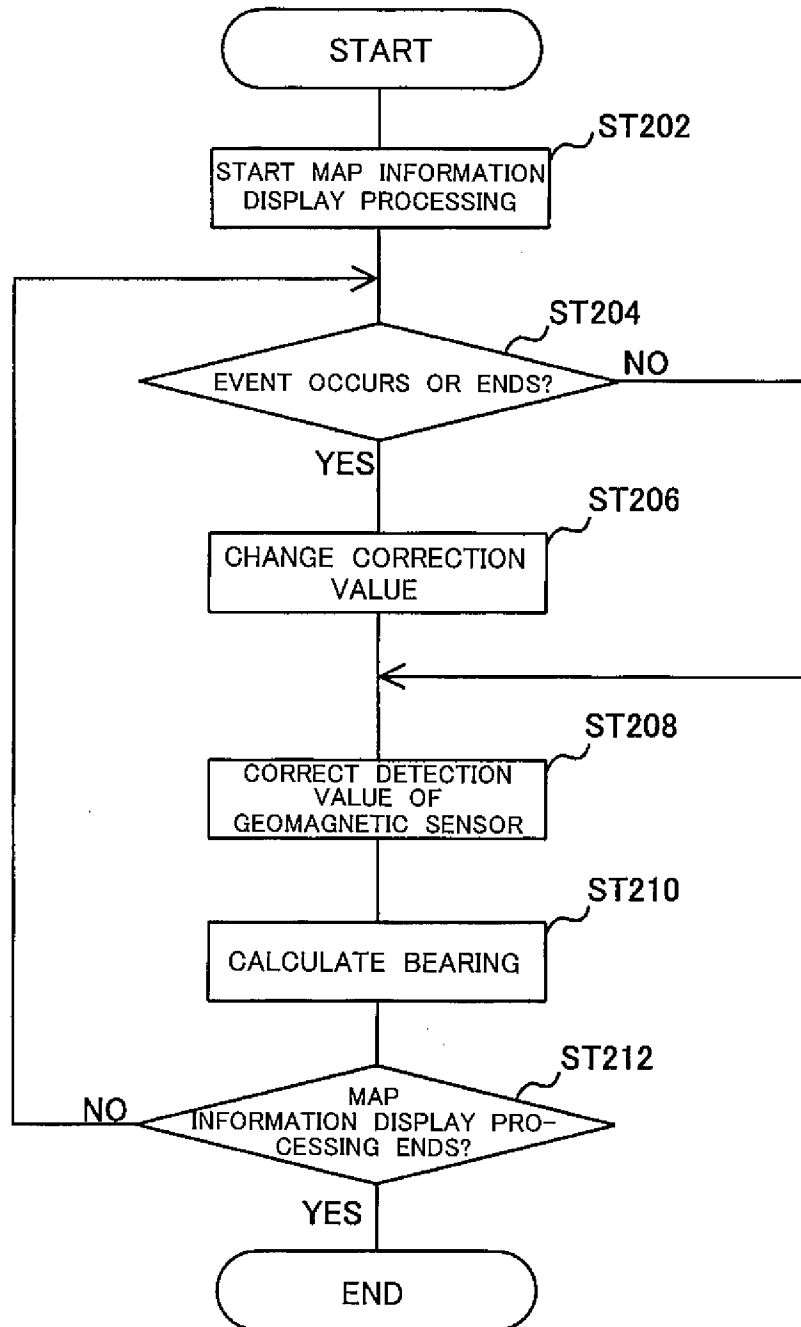 START
ST202
START MAP INFORMATION
DISPLAY PROCESSING
ST204
EVENT OCCURS OR ENDS?
NO
YES
ST206
CHANGE CORRECTION
VALUE
ST208
CORRECT DETECTION
VALUE OF
GEOMAGNETIC SENSOR
ST210
CALCULATE BEARING
ST212
MAP
INFORMATION DISPLAY PRO-
CESSING ENDS?
NO
YES
END